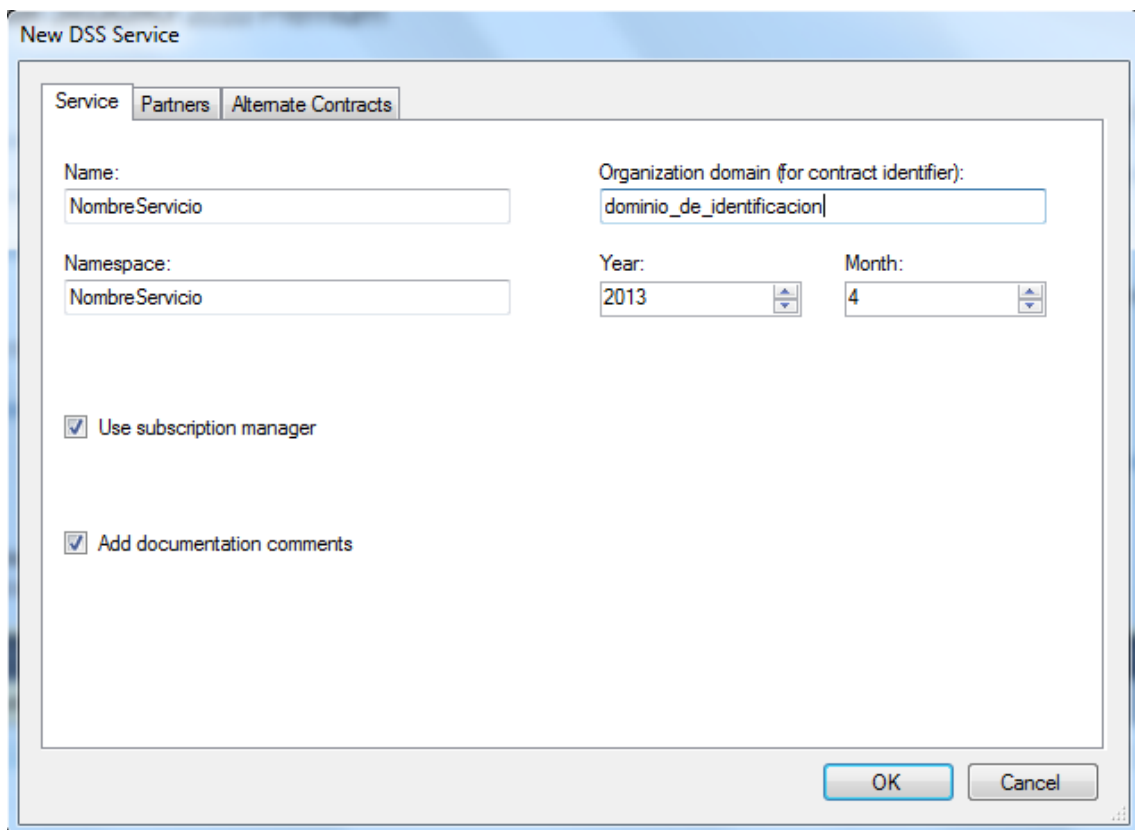 New DSS Service
Service Partners Alternate Contracts
Name: Organization domain (for contract identifier):
NombreServicio dominio_de_identificacion
Namespace: Year: Month:
NombreServicio 2013 4
Use subscription manager
Add documentation comments
OK Cancel